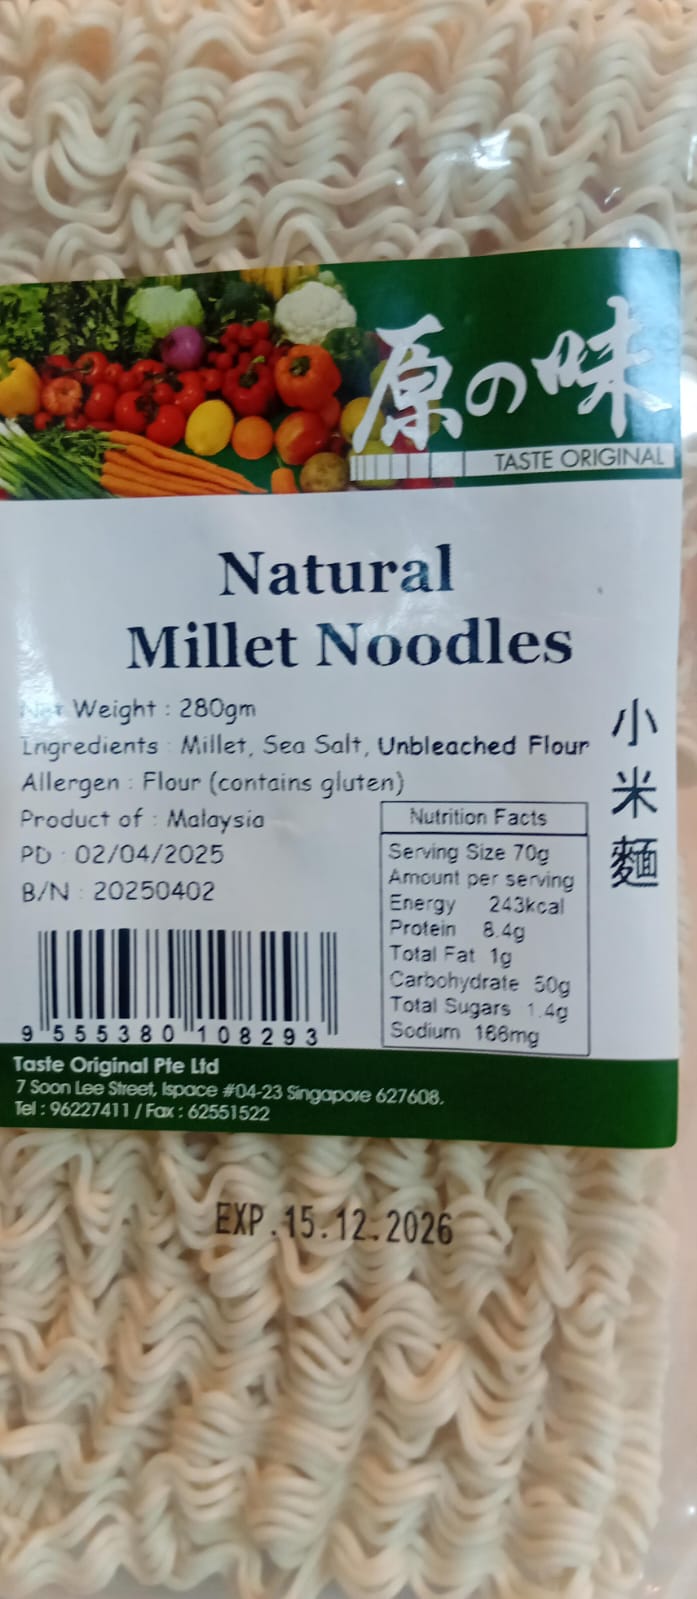 原の味
TASTE ORIGINAL
Natural
Millet Noodles
小米麵
Net Weight : 280gm
Ingredients : Millet, Sea Salt, Unbleached Flour
Allergen : Flour (contains gluten)
Product of : Malaysia
PD : 02/04/2025
B/N : 20250402
Nutrition Facts
Serving Size 70g
Amount per serving
Energy 243kcal
Protein 8.4g
Total Fat 1g
Carbohydrate 50g
Total Sugars 1.4g
Sodium 166mg
9 555380 108293
Taste Original Pte Ltd
7 Soon Lee Street, Ispace #04-23 Singapore 627608.
Tel : 96227411 / Fax : 62551522
EXP.15.12.2026